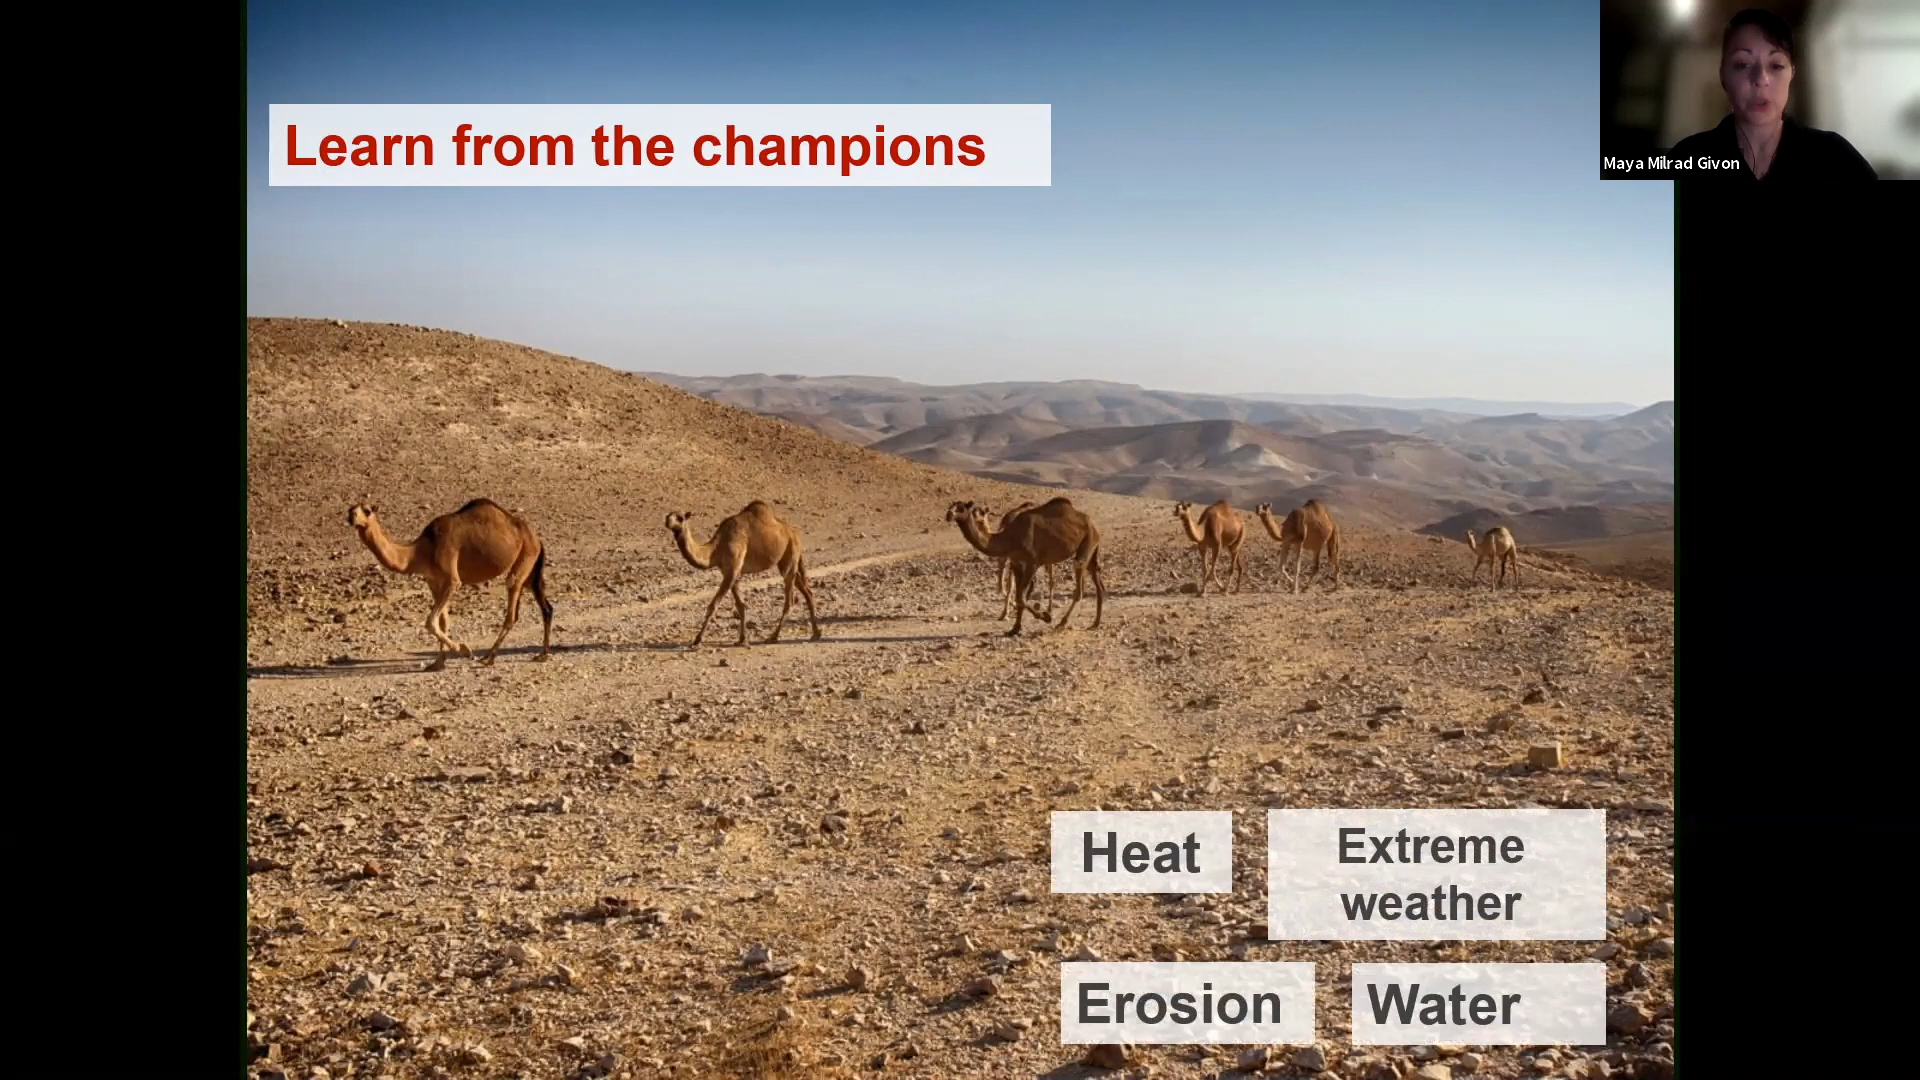 Learn from the champions
Maya Milrad Givon
Heat
Extreme
weather
Erosion
Water